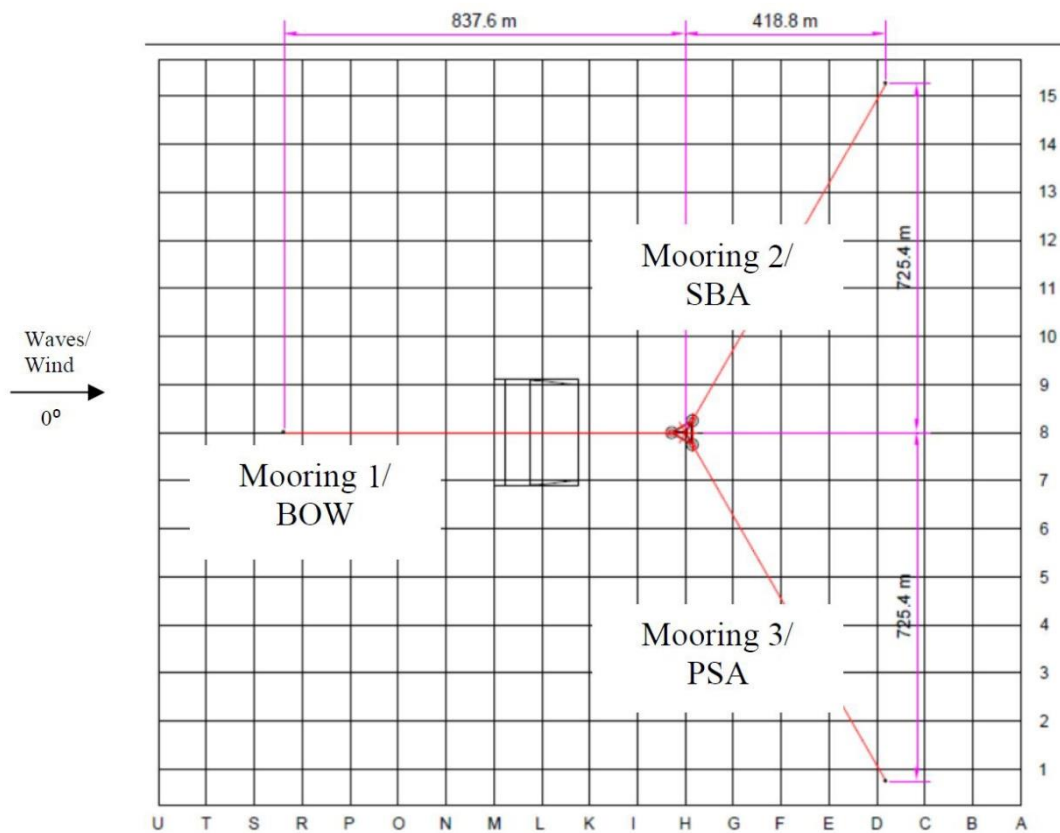 837.6 m
418.8 m
15
14
13
12
11
10
9
8
7
6
5
4
3
2
1
725.4 m
725.4 m
Mooring 2/
SBA
Waves/
Wind
0°
Mooring 1/
BOW
Mooring 3/
PSA
U T S R P O N M L K I H G F E D C B A